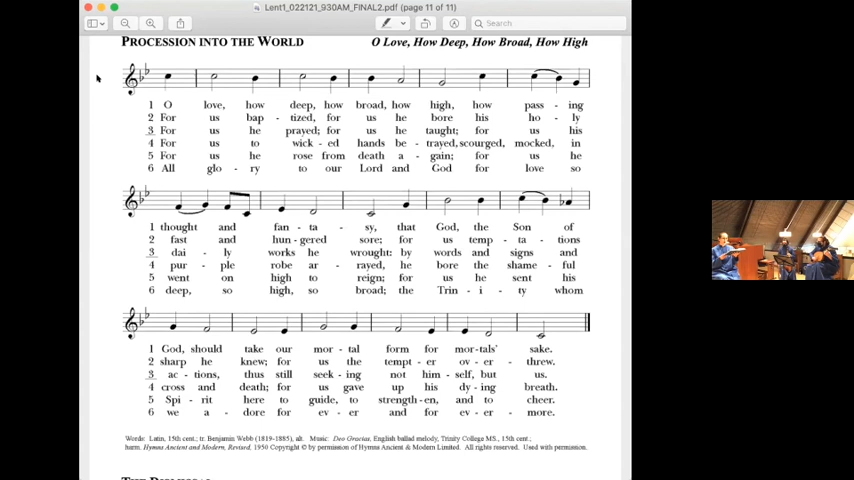 Lent1_022121_930AM_FINAL2.pdf (page 11 of 11)
Search
PROCESSION INTO THE WORLD O Love, How Deep, How Broad, How High
1 O love, how deep, how broad, how high, how pass - ing
2 For us bap - tized, for us he bore his ho - ly
3 For us he prayed; for us he taught; for us his
4 For us to wick - ed hands be - trayed, scourged, mocked, in
5 For us he rose from death a - gain; for us he
6 All glo - ry to our Lord and God for love so
1 thought and fan - ta - sy, that God, the Son of
2 fast and hun - gered sore; for us temp - ta - tions
3 dai - ly works he wrought: by words and signs and
4 pur - ple robe ar - rayed, he bore the shame - ful
5 went on high to reign; for us he sent his
6 deep, so high, so broad; the Trin - i - ty whom
1 God, should take our mor - tal form for mor - tals' sake.
2 sharp he knew; for us the tempt - er ov - er - threw.
3 ac - tions, thus still seek - ing not him - self, but us.
4 cross and death; for us gave up his dy - ing breath.
5 Spi - rit here to guide, to strength - en, and to cheer.
6 we a - dore for ev - er and for ev - er - more.
Words: Latin, 15th cent.; tr. Benjamin Webb (1819-1885), alt. Music: Deo Gracias, English ballad melody, Trinity College MS., 15th cent.;
harm. Hymns Ancient and Modern, Revised, 1950 Copyright © by permission of Hymns Ancient & Modern Limited. All rights reserved. Used with permission.